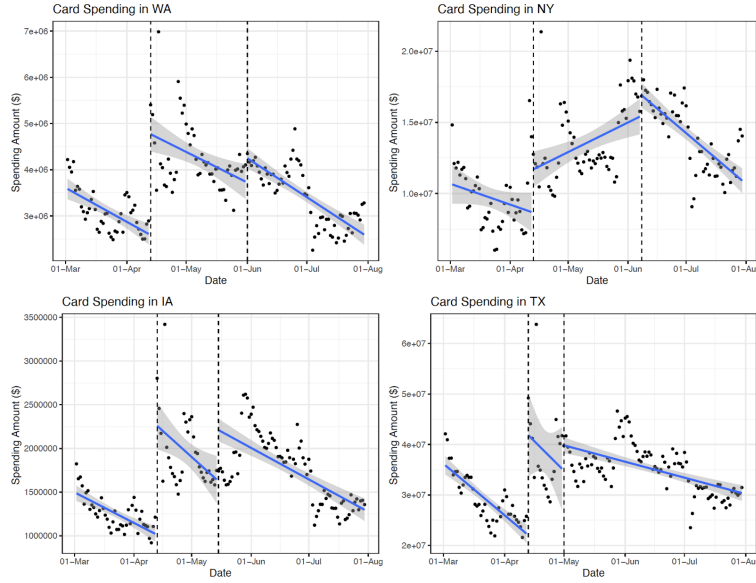 Card Spending in WA
Spending Amount ($)
7e+06
6e+06
5e+06
4e+06
3e+06
01-Mar 01-Apr 01-May 01-Jun 01-Jul 01-Aug
Date
Card Spending in NY
Spending Amount ($)
2.0e+07
1.5e+07
1.0e+07
01-Mar 01-Apr 01-May 01-Jun 01-Jul 01-Aug
Date
Card Spending in IA
Spending Amount ($)
3500000
3000000
2500000
2000000
1500000
1000000
01-Mar 01-Apr 01-May 01-Jun 01-Jul 01-Aug
Date
Card Spending in TX
Spending Amount ($)
6e+07
5e+07
4e+07
3e+07
2e+07
01-Mar 01-Apr 01-May 01-Jun 01-Jul 01-Aug
Date